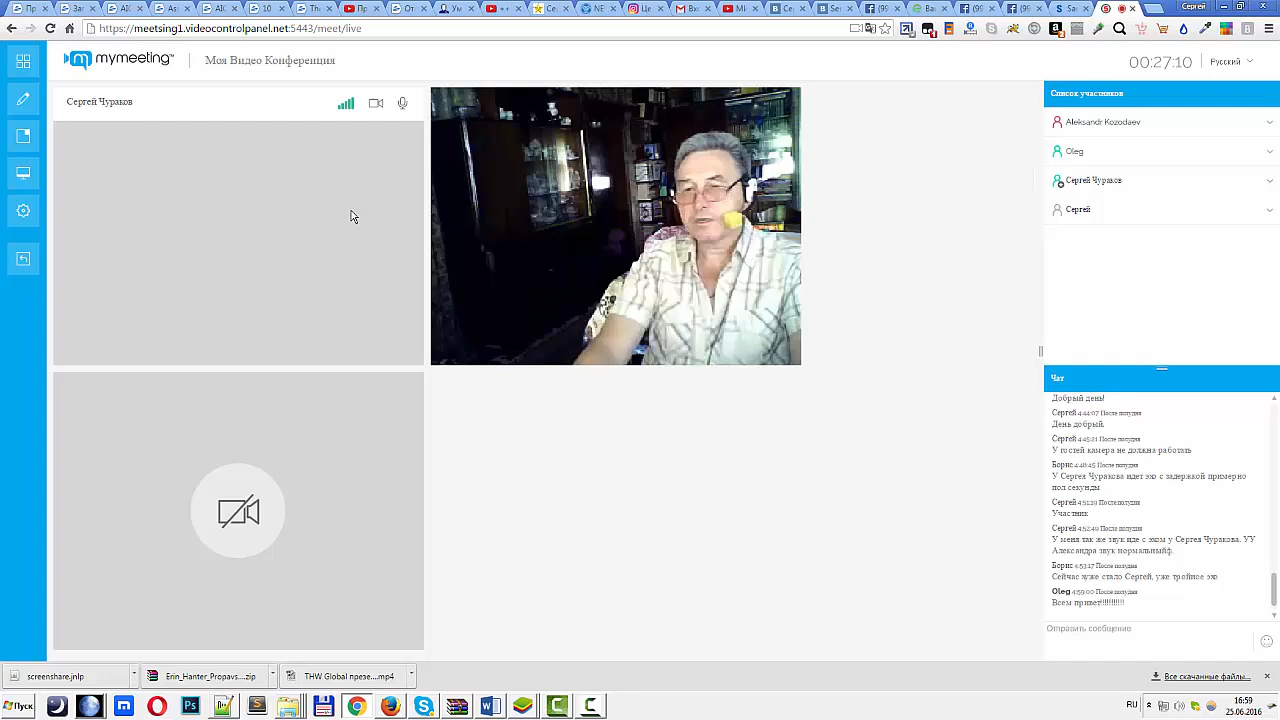 Сергей
https://meetsing1.videocontrolpanel.net:5443/meet/live
mymeeting™
Моя Видео Конференция
00:27:10
Русский
Сергей Чураков
Список участников
Aleksandr Kozodaev
Oleg
Сергей Чураков
Сергей
Чат
Добрый день!
Сергей 4:44:07 После полудня
День добрый.
Сергей 4:45:21 После полудня
У гостей камера не должна работать
Борис 4:48:45 После полудня
У Сергея Чуракова идет эхо с задержкой примерно
пол секунды
Сергей 4:51:19 После полудня
Участник
Сергей 4:52:49 После полудня
У меня так же звук иде с эхом у Сергея Чуракова. УУ
Александра звук нормальныйф.
Борис 4:53:17 После полудня
Сейчас хуже стало Сергей, уже тройное эхо
Oleg 4:59:00 После полудня
Всем привет!!!!!!!!!!!
Отправить сообщение
screenshare.jnlp
Erin_Hanter_Propavs....zip
THW Global презе....mp4
Все скачанные файлы...
Пуск
RU
16:59
25.06.2016